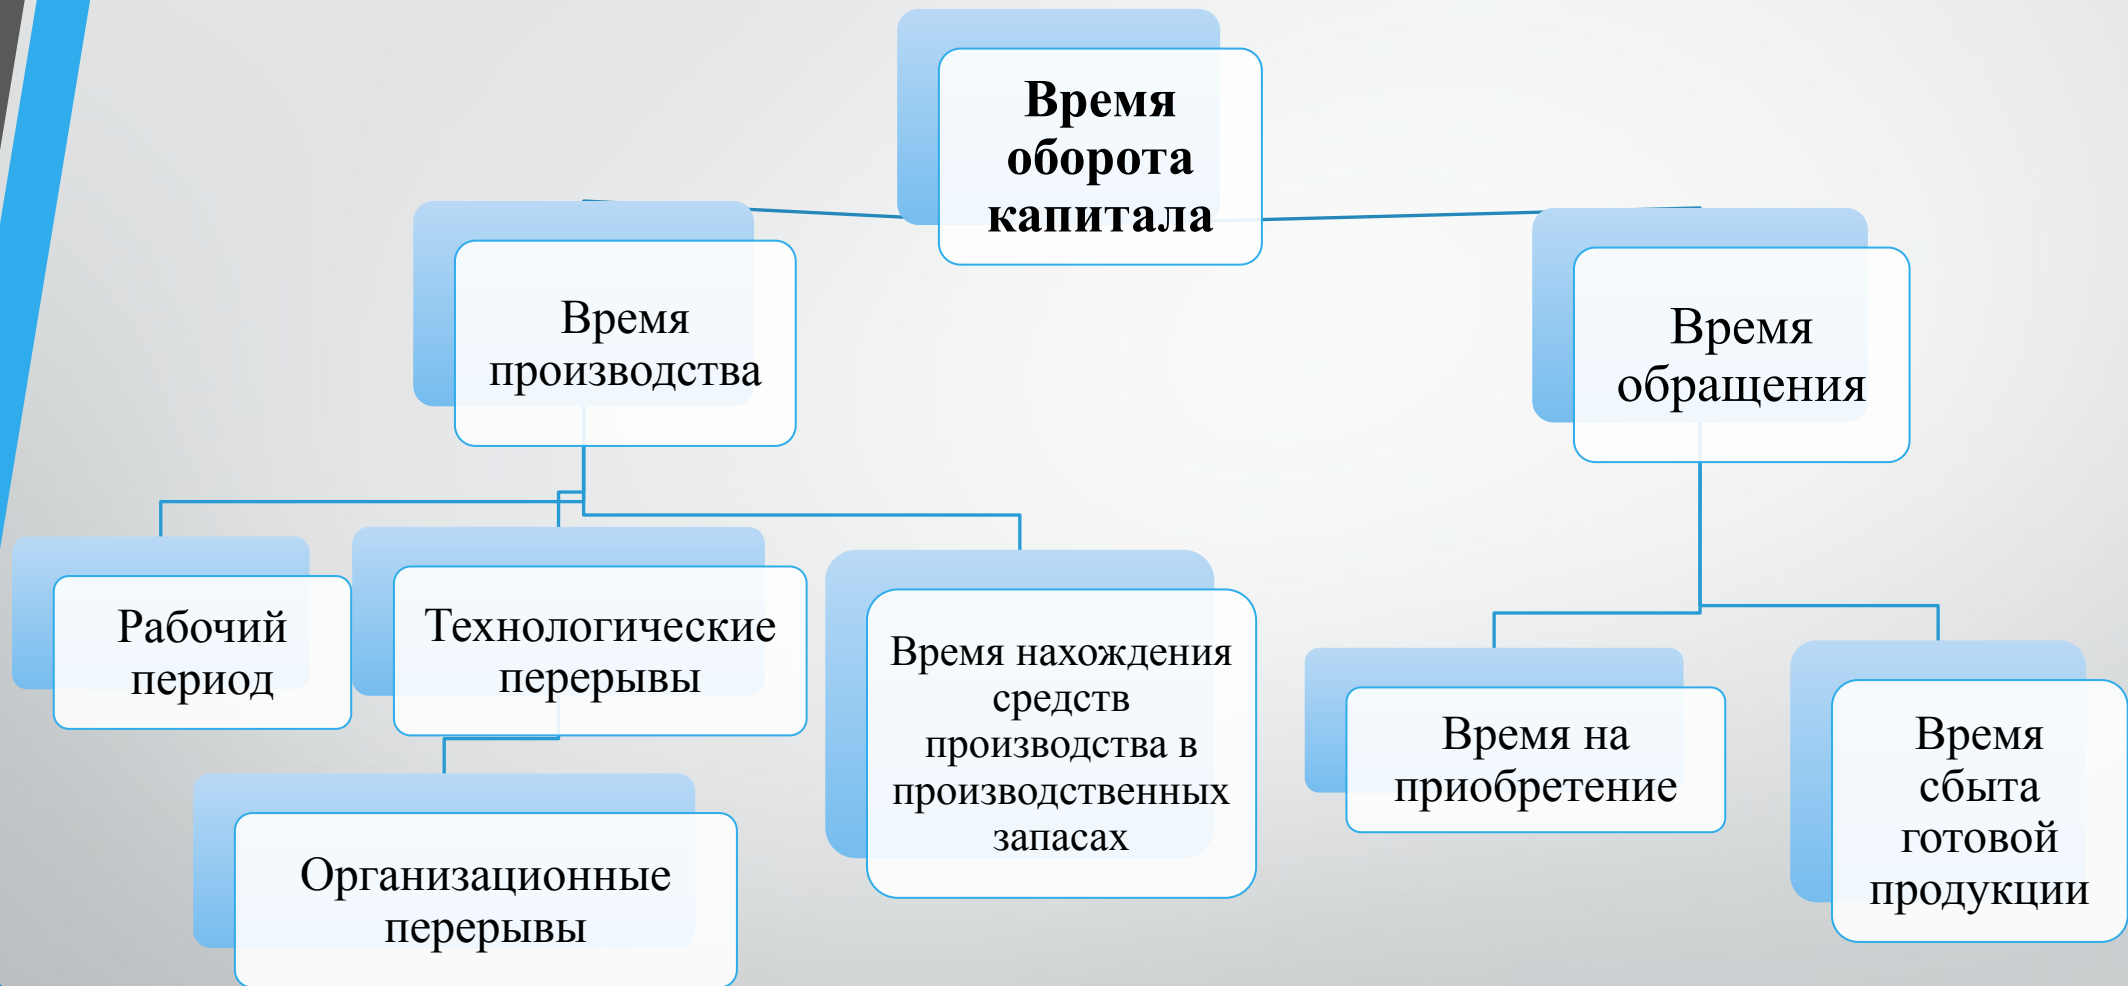 Время
оборота
капитала
Время
производства
Время
обращения
Рабочий
период
Технологические
перерывы
Время нахождения
средств
производства в
производственных
запасах
Время на
приобретение
Время
сбыта
готовой
продукции
Организационные
перерывы